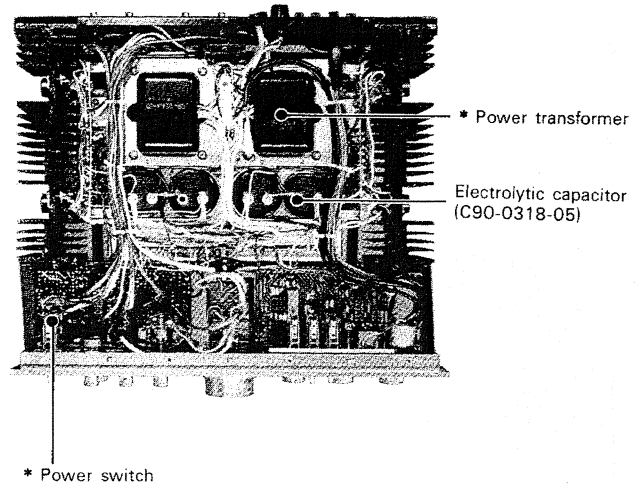 * Power transformer
Electrolytic capacitor
(C90-0318-05)
* Power switch